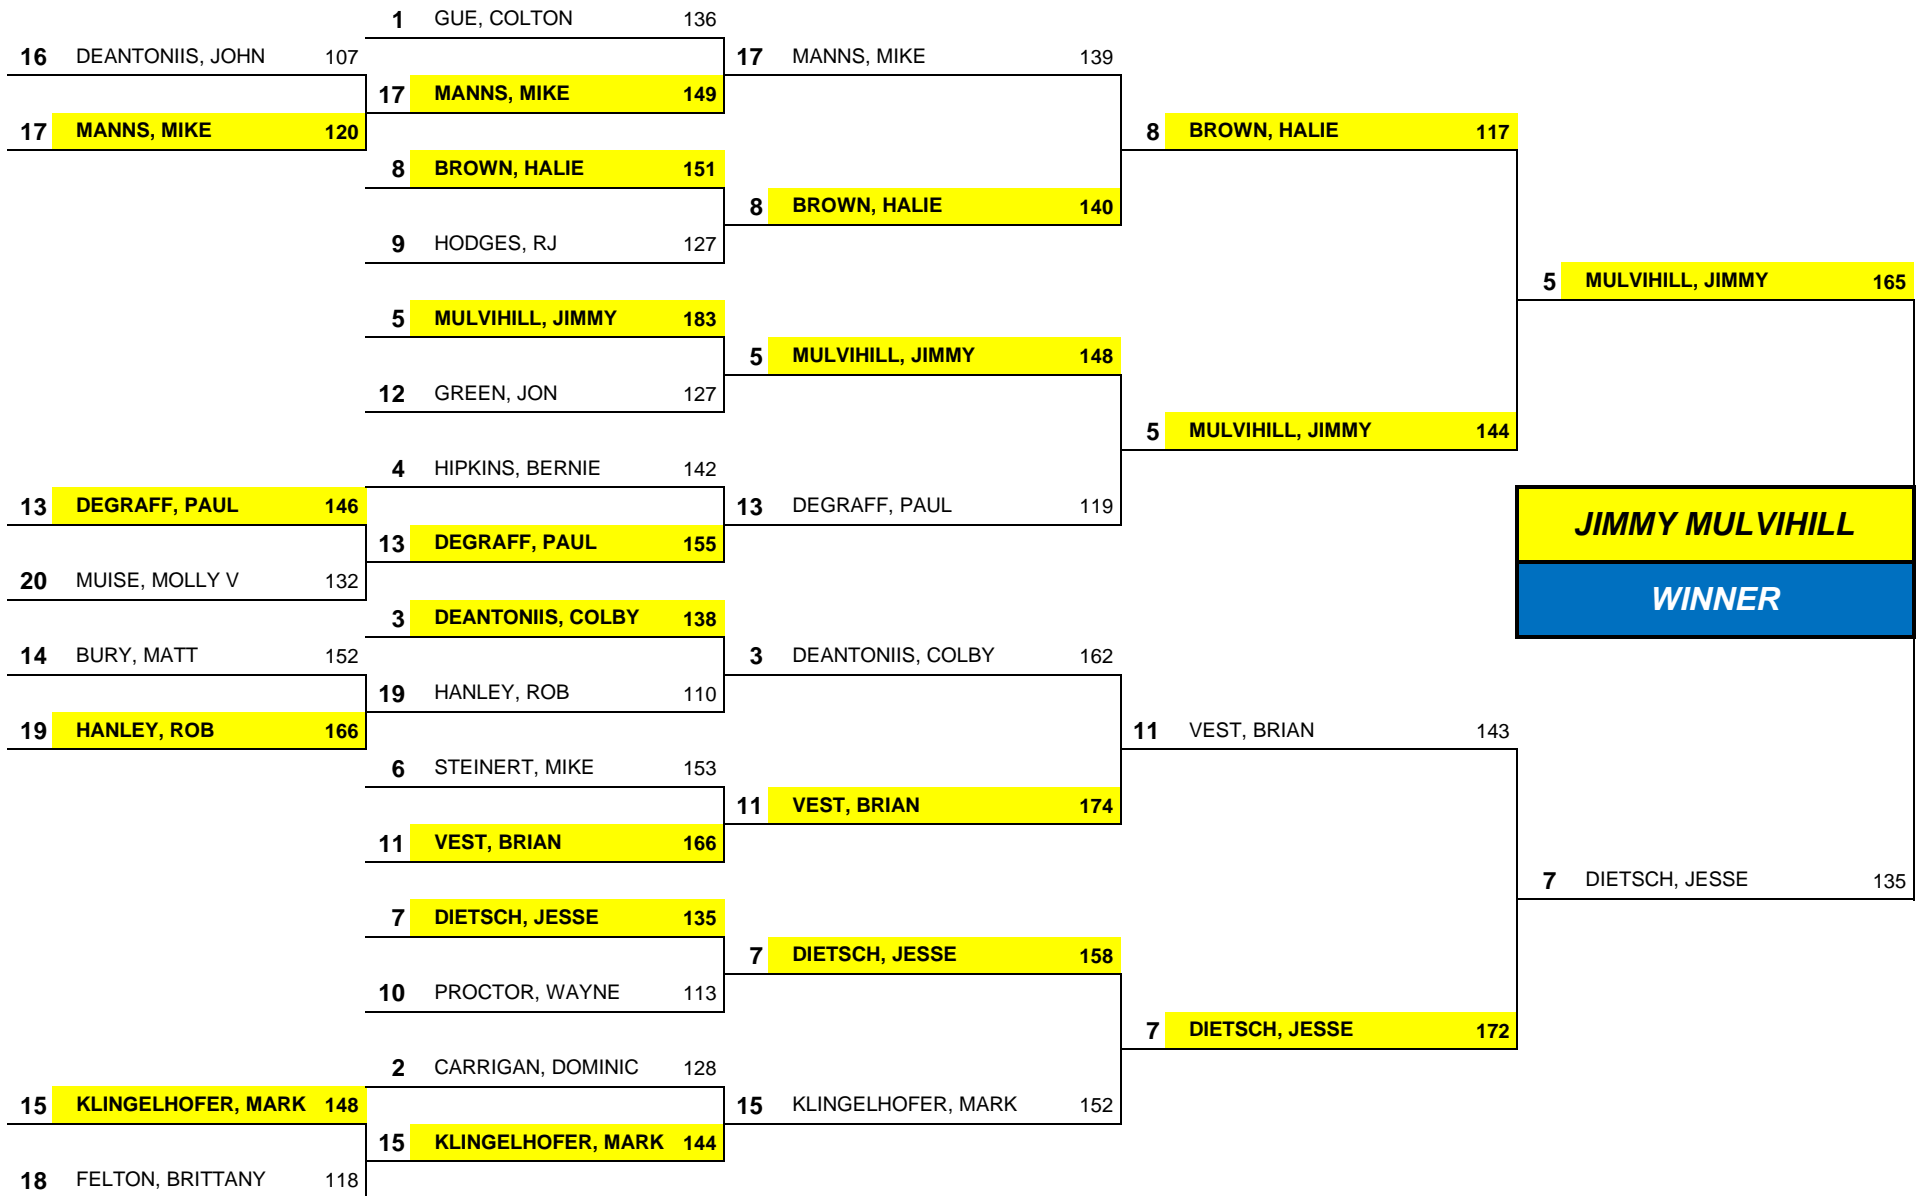 1 GUE, COLTON 136
16 DEANTONIIS, JOHN 107
17 MANNS, MIKE 139
17 MANNS, MIKE 149
17 MANNS, MIKE 120
8 BROWN, HALIE 117
8 BROWN, HALIE 151
8 BROWN, HALIE 140
9 HODGES, RJ 127
5 MULVIHILL, JIMMY 165
5 MULVIHILL, JIMMY 183
5 MULVIHILL, JIMMY 148
12 GREEN, JON 127
5 MULVIHILL, JIMMY 144
4 HIPKINS, BERNIE 142
13 DEGRAFF, PAUL 146
13 DEGRAFF, PAUL 119
JIMMY MULVIHILL
13 DEGRAFF, PAUL 155
20 MUISE, MOLLY V 132
WINNER
3 DEANTONIIS, COLBY 138
14 BURY, MATT 152
3 DEANTONIIS, COLBY 162
19 HANLEY, ROB 110
19 HANLEY, ROB 166
11 VEST, BRIAN 143
6 STEINERT, MIKE 153
11 VEST, BRIAN 174
11 VEST, BRIAN 166
7 DIETSCH, JESSE 135
7 DIETSCH, JESSE 135
7 DIETSCH, JESSE 158
10 PROCTOR, WAYNE 113
7 DIETSCH, JESSE 172
2 CARRIGAN, DOMINIC 128
15 KLINGELHOFER, MARK 148
15 KLINGELHOFER, MARK 152
15 KLINGELHOFER, MARK 144
18 FELTON, BRITTANY 118